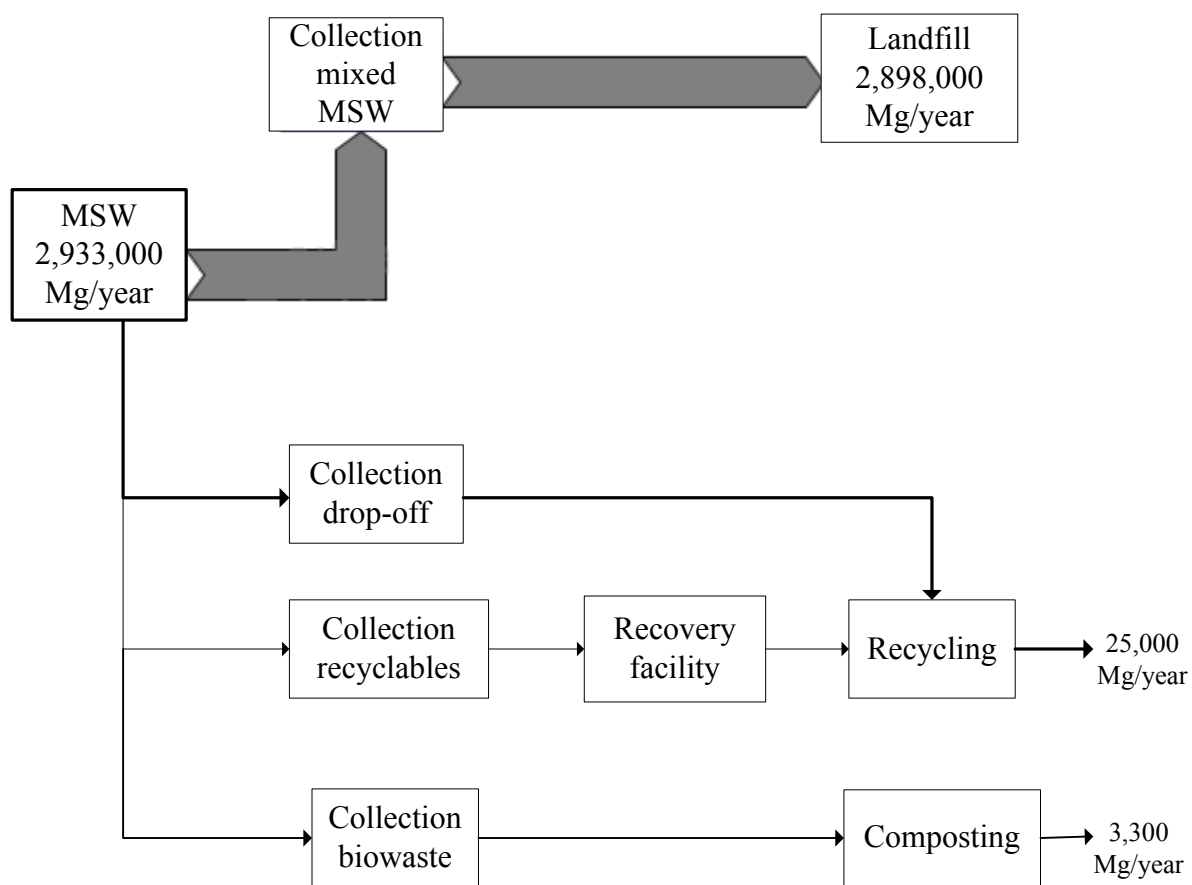 Collection
mixed
MSW
Landfill
2,898,000
Mg/year
MSW
2,933,000
Mg/year
Collection
drop-off
Collection
recyclables
Recovery
facility
Recycling
25,000
Mg/year
Collection
biowaste
Composting
3,300
Mg/year